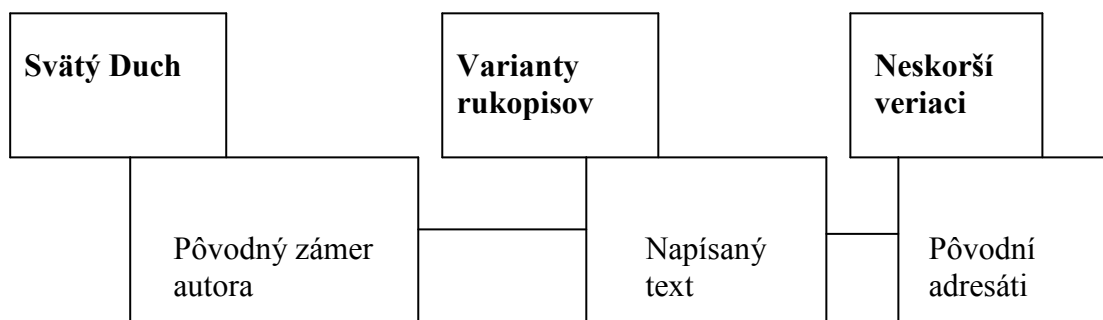 Svätý Duch
Varianty
rukopisov
Neskorší
veriaci
Pôvodný zámer
autora
Napísaný
text
Pôvodní
adresáti